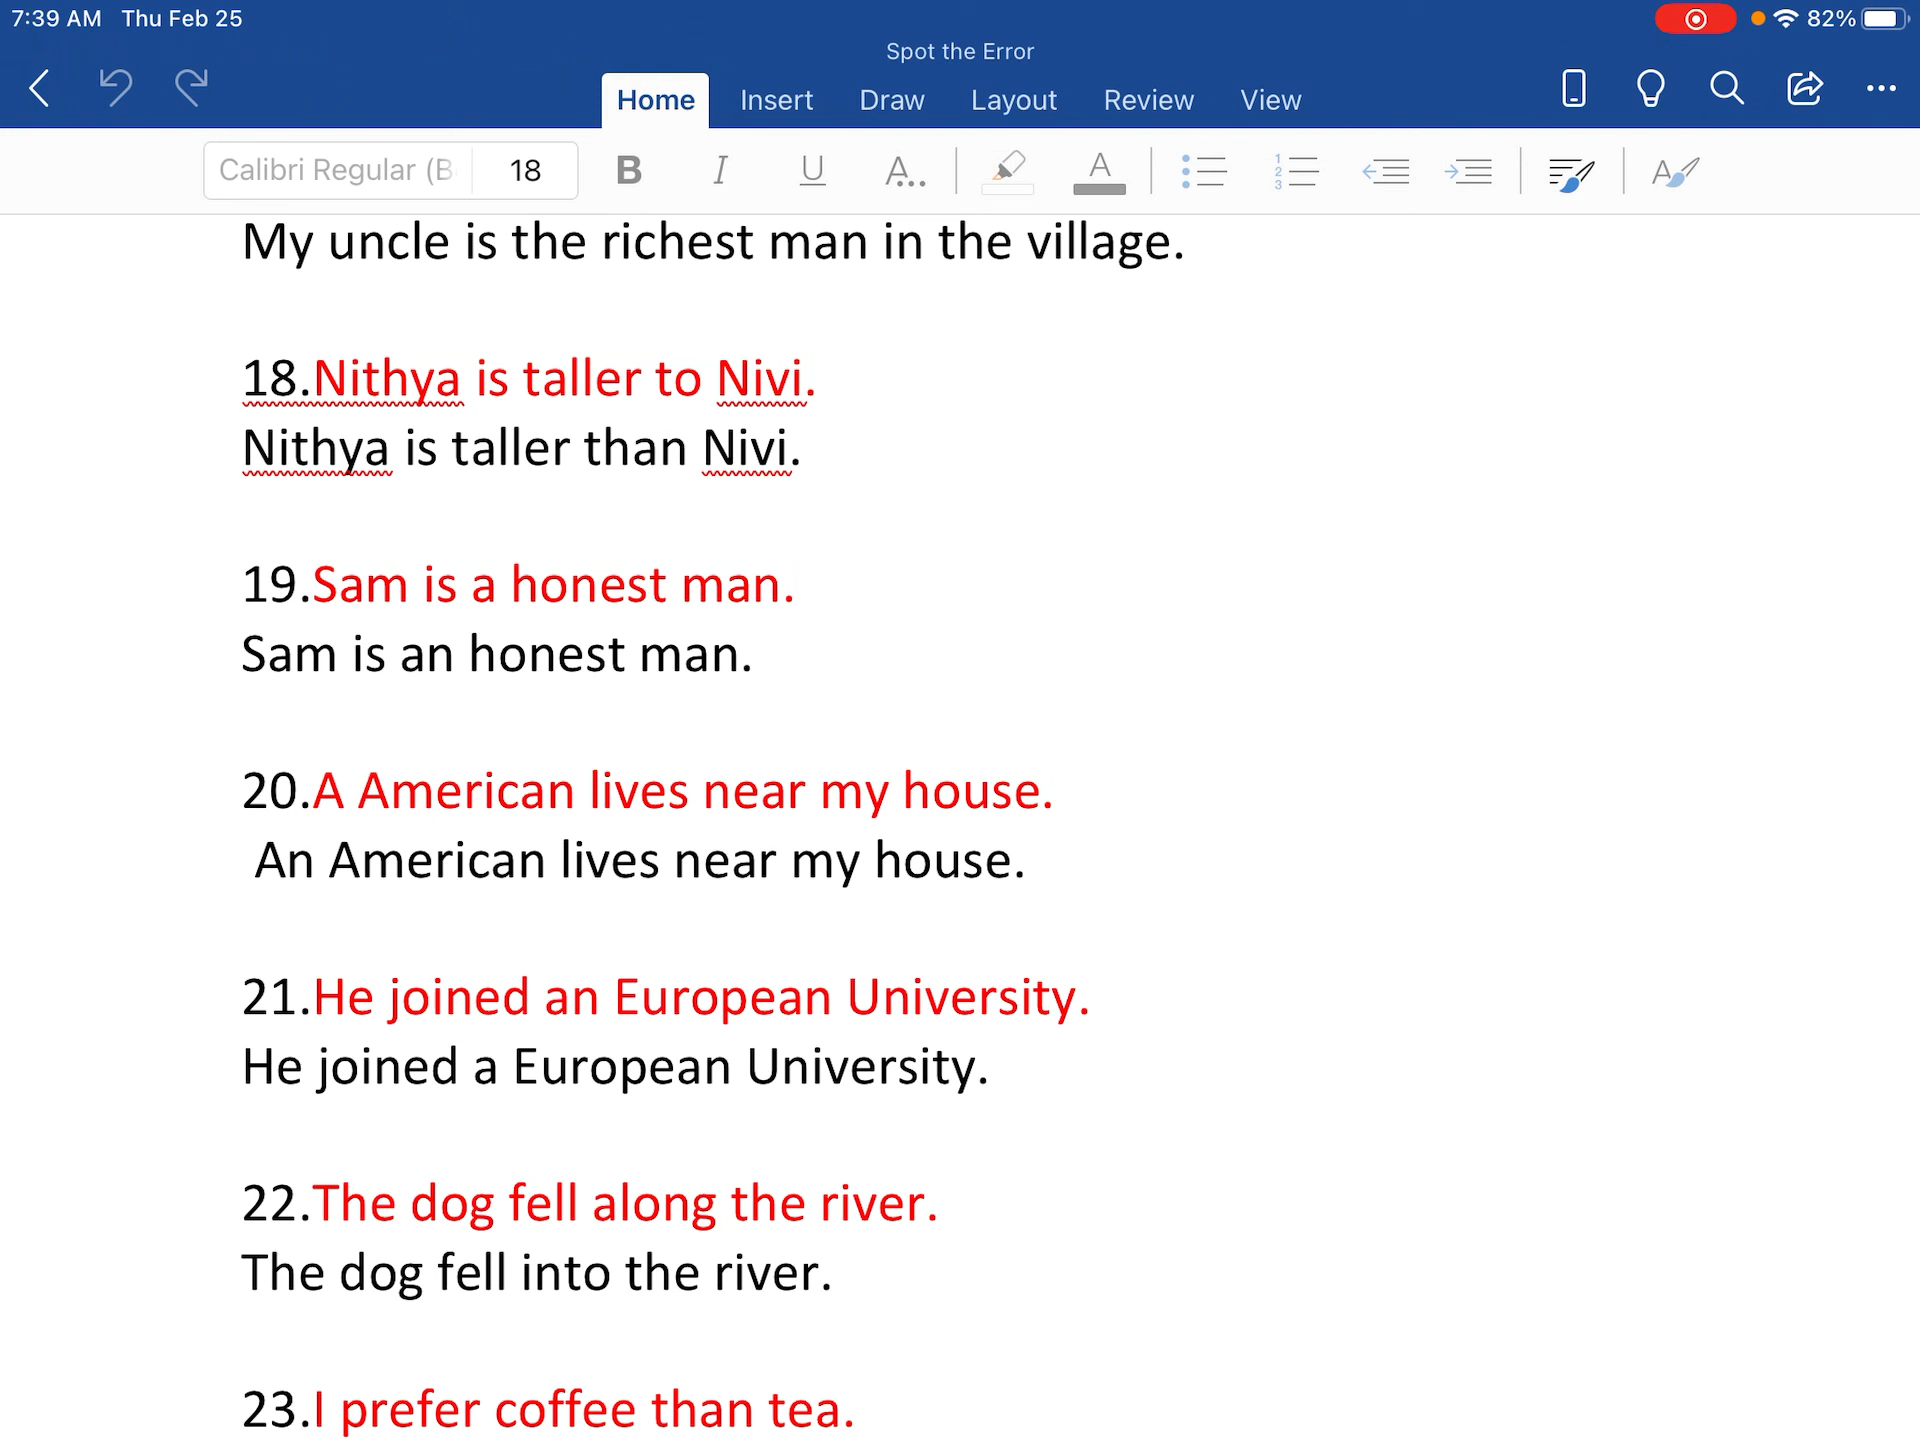 7:39 AM Thu Feb 25
82%
Spot the Error
Home Insert Draw Layout Review View
Calibri Regular (B 18 B I U A... A A
My uncle is the richest man in the village.
18.Nithya is taller to Nivi.
Nithya is taller than Nivi.
19.Sam is a honest man.
Sam is an honest man.
20.A American lives near my house.
An American lives near my house.
21.He joined an European University.
He joined a European University.
22.The dog fell along the river.
The dog fell into the river.
23.I prefer coffee than tea.